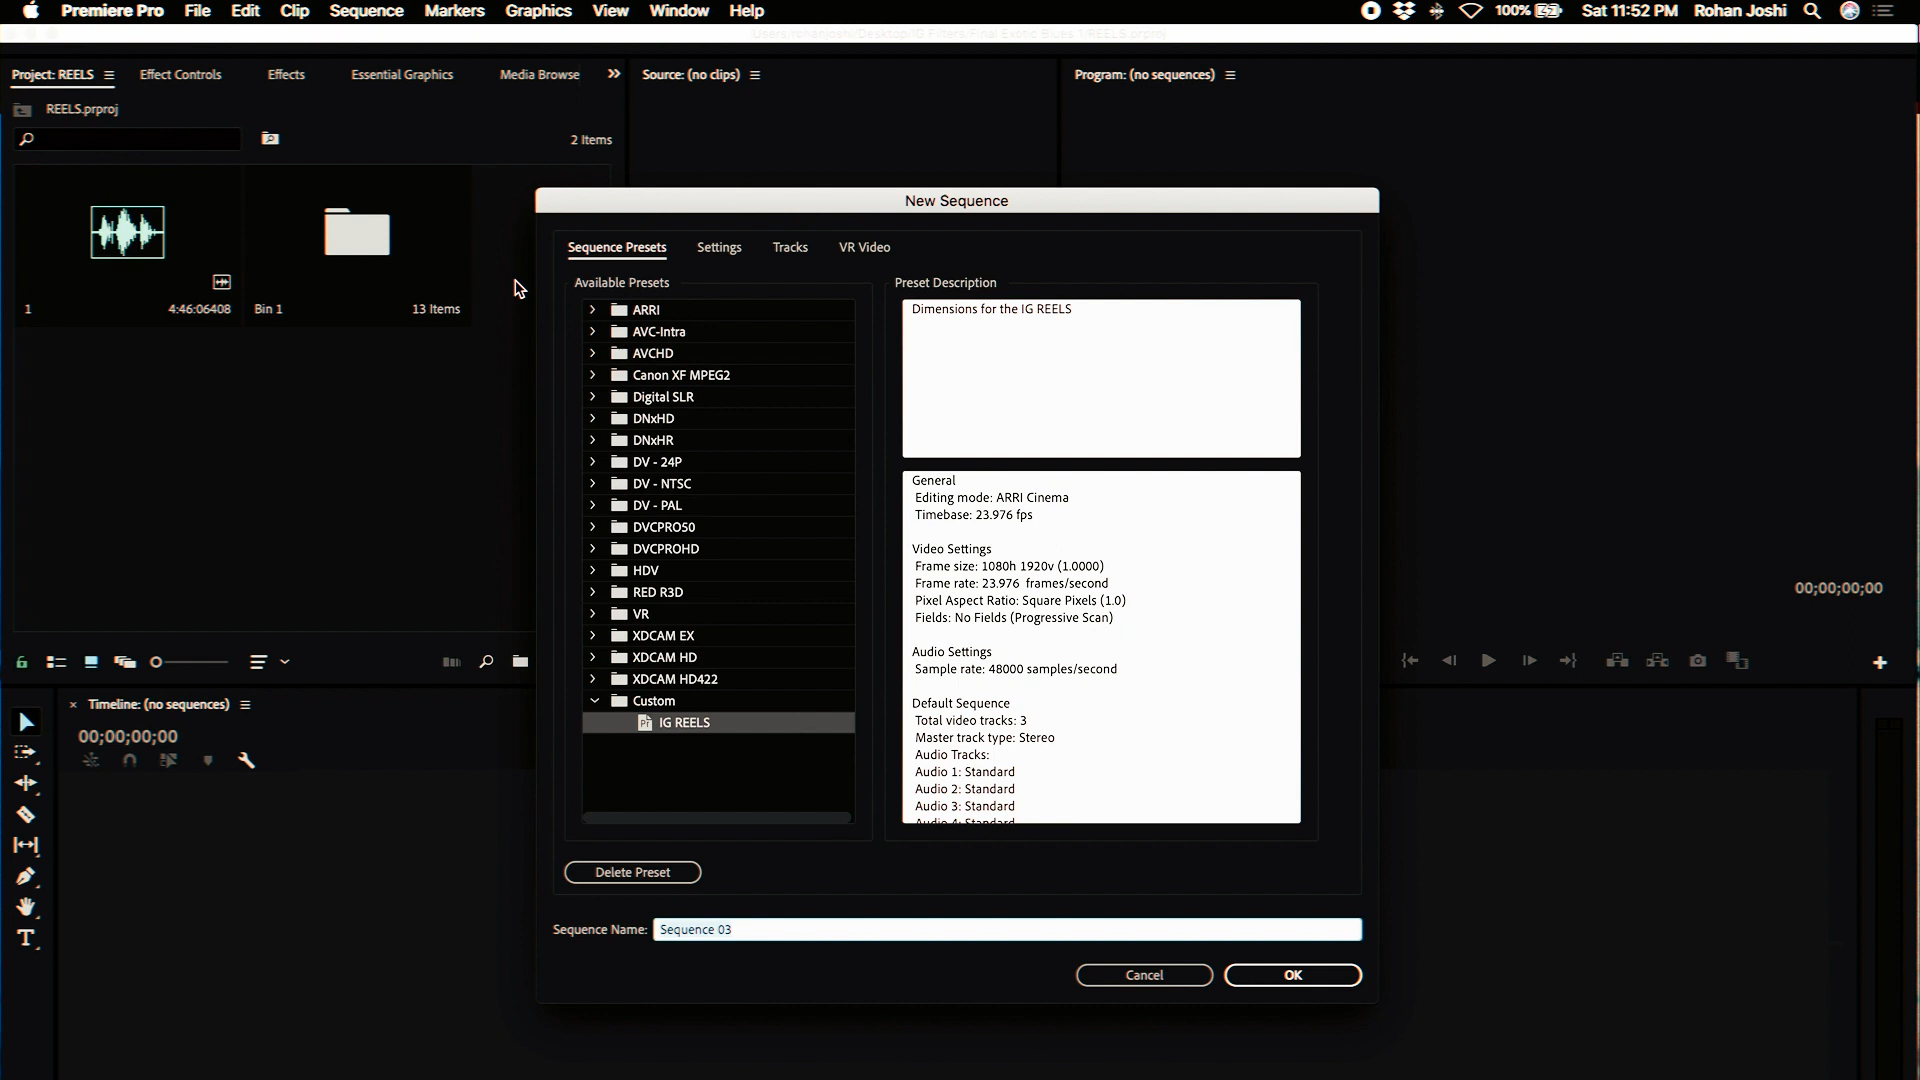 Premiere Pro File Edit Clip Sequence Markers Graphics View Window Help 100% Sat 11:52 PM Rohan Joshi
Project: REELS Effect Controls Effects Essential Graphics Media Browse Source: (no clips) Program: (no sequences)
REELS.prproj
2 Items
1 4:46:06408 Bin 1 13 Items
New Sequence
Sequence Presets Settings Tracks VR Video
Available Presets
ARRI
AVC-Intra
AVCHD
Canon XF MPEG2
Digital SLR
DNxHD
DNxHR
DV - 24P
DV - NTSC
DV - PAL
DVCPRO50
DVCPROHD
HDV
RED R3D
VR
XDCAM EX
XDCAM HD
XDCAM HD422
Custom
Pr IG REELS
Preset Description
Dimensions for the IG REELS
General
Editing mode: ARRI Cinema
Timebase: 23.976 fps
Video Settings
Frame size: 1080h 1920v (1.0000)
Frame rate: 23.976 frames/second
Pixel Aspect Ratio: Square Pixels (1.0)
Fields: No Fields (Progressive Scan)
Audio Settings
Sample rate: 48000 samples/second
Default Sequence
Total video tracks: 3
Master track type: Stereo
Audio Tracks:
Audio 1: Standard
Audio 2: Standard
Audio 3: Standard
Audio 4: Standard
Delete Preset
Sequence Name: Sequence 03
Cancel OK
00;00;00;00
× Timeline: (no sequences)
00;00;00;00